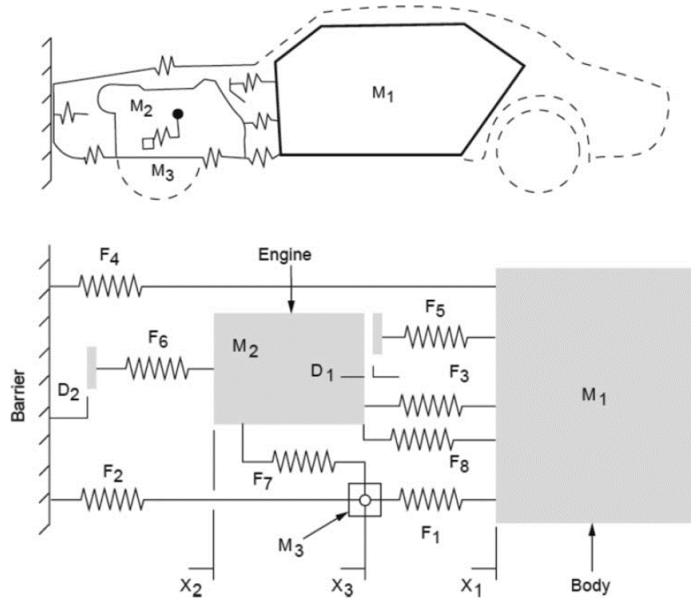 M₁
M₂
M₃
F₄
Engine
F₅
F₆
M₂
D₁
F₃
M₁
D₂
Barrier
F₈
F₂
F₇
F₁
M₃
X₂
X₃
X₁
Body